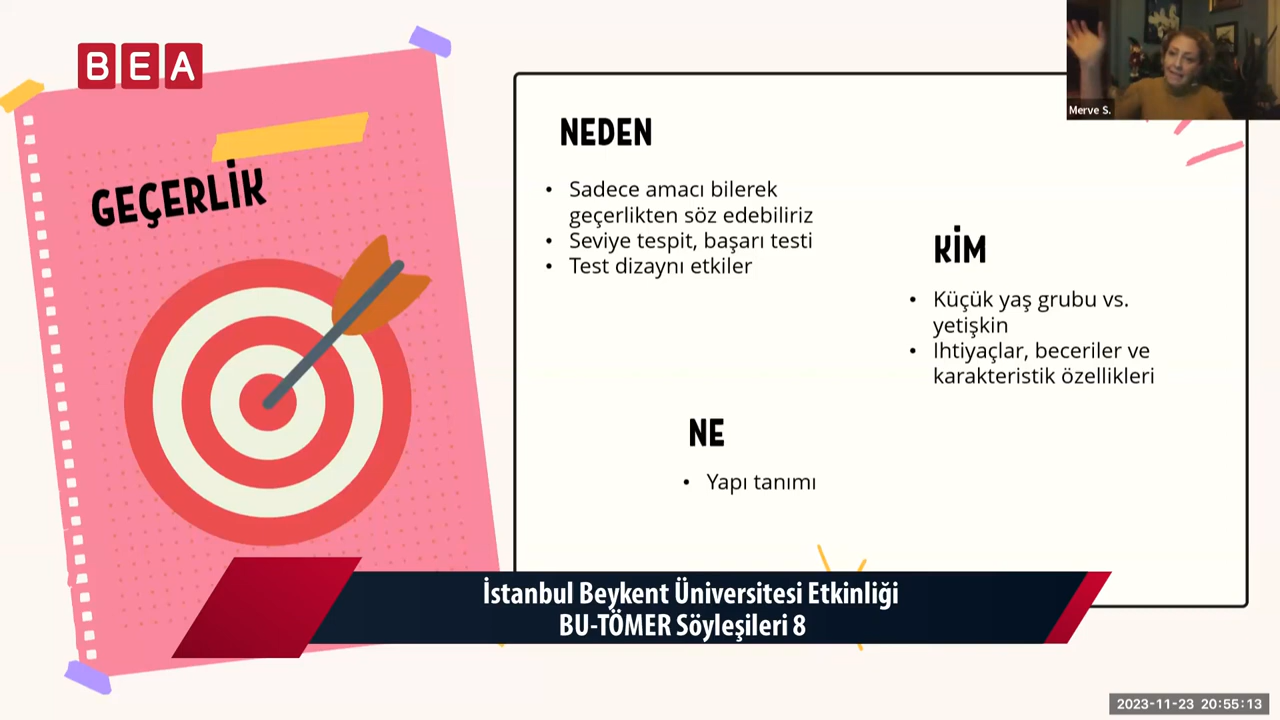 BEA
GEÇERLİK
NEDEN
• Sadece amacı bilerek
geçerlikten söz edebiliriz
• Seviye tespit, başarı testi
• Test dizaynı etkiler
KİM
• Küçük yaş grubu vs.
yetişkin
• Ihtiyaçlar, beceriler ve
karakteristik özellikleri
NE
• Yapı tanımı
Merve S.
İstanbul Beykent Üniversitesi Etkinliği
BU-TÖMER Söyleşileri 8
2023-11-23 20:55:13